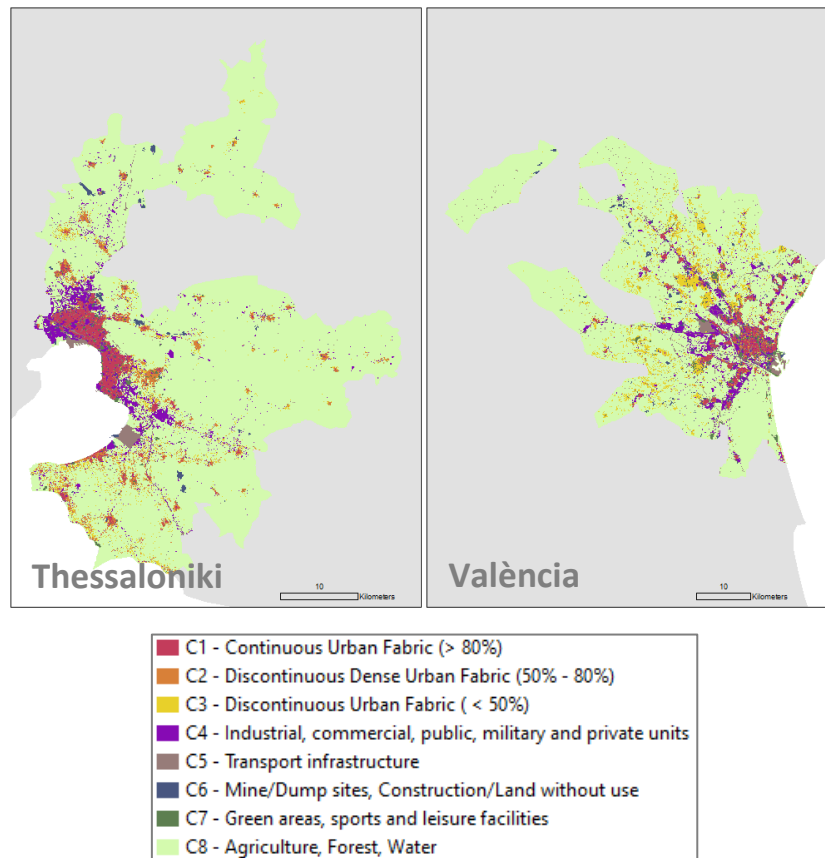 Thessaloniki
10
Kilometers
València
10
Kilometers
C1 - Continuous Urban Fabric (> 80%)
C2 - Discontinuous Dense Urban Fabric (50% - 80%)
C3 - Discontinuous Urban Fabric ( < 50%)
C4 - Industrial, commercial, public, military and private units
C5 - Transport infrastructure
C6 - Mine/Dump sites, Construction/Land without use
C7 - Green areas, sports and leisure facilities
C8 - Agriculture, Forest, Water